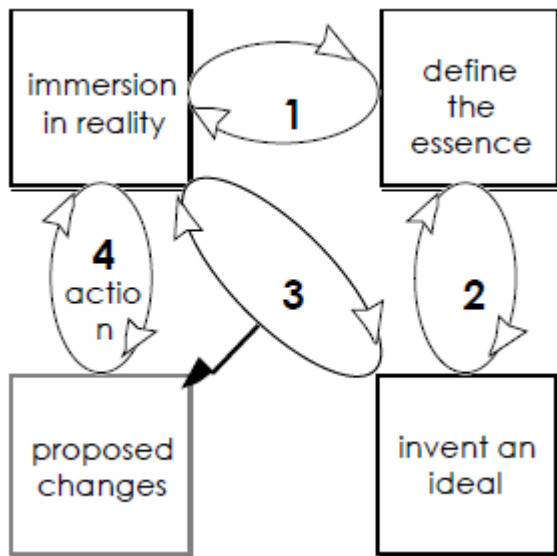 immersion
in reality
1
define
the
essence
4
actio
n
3
2
proposed
changes
invent an
ideal